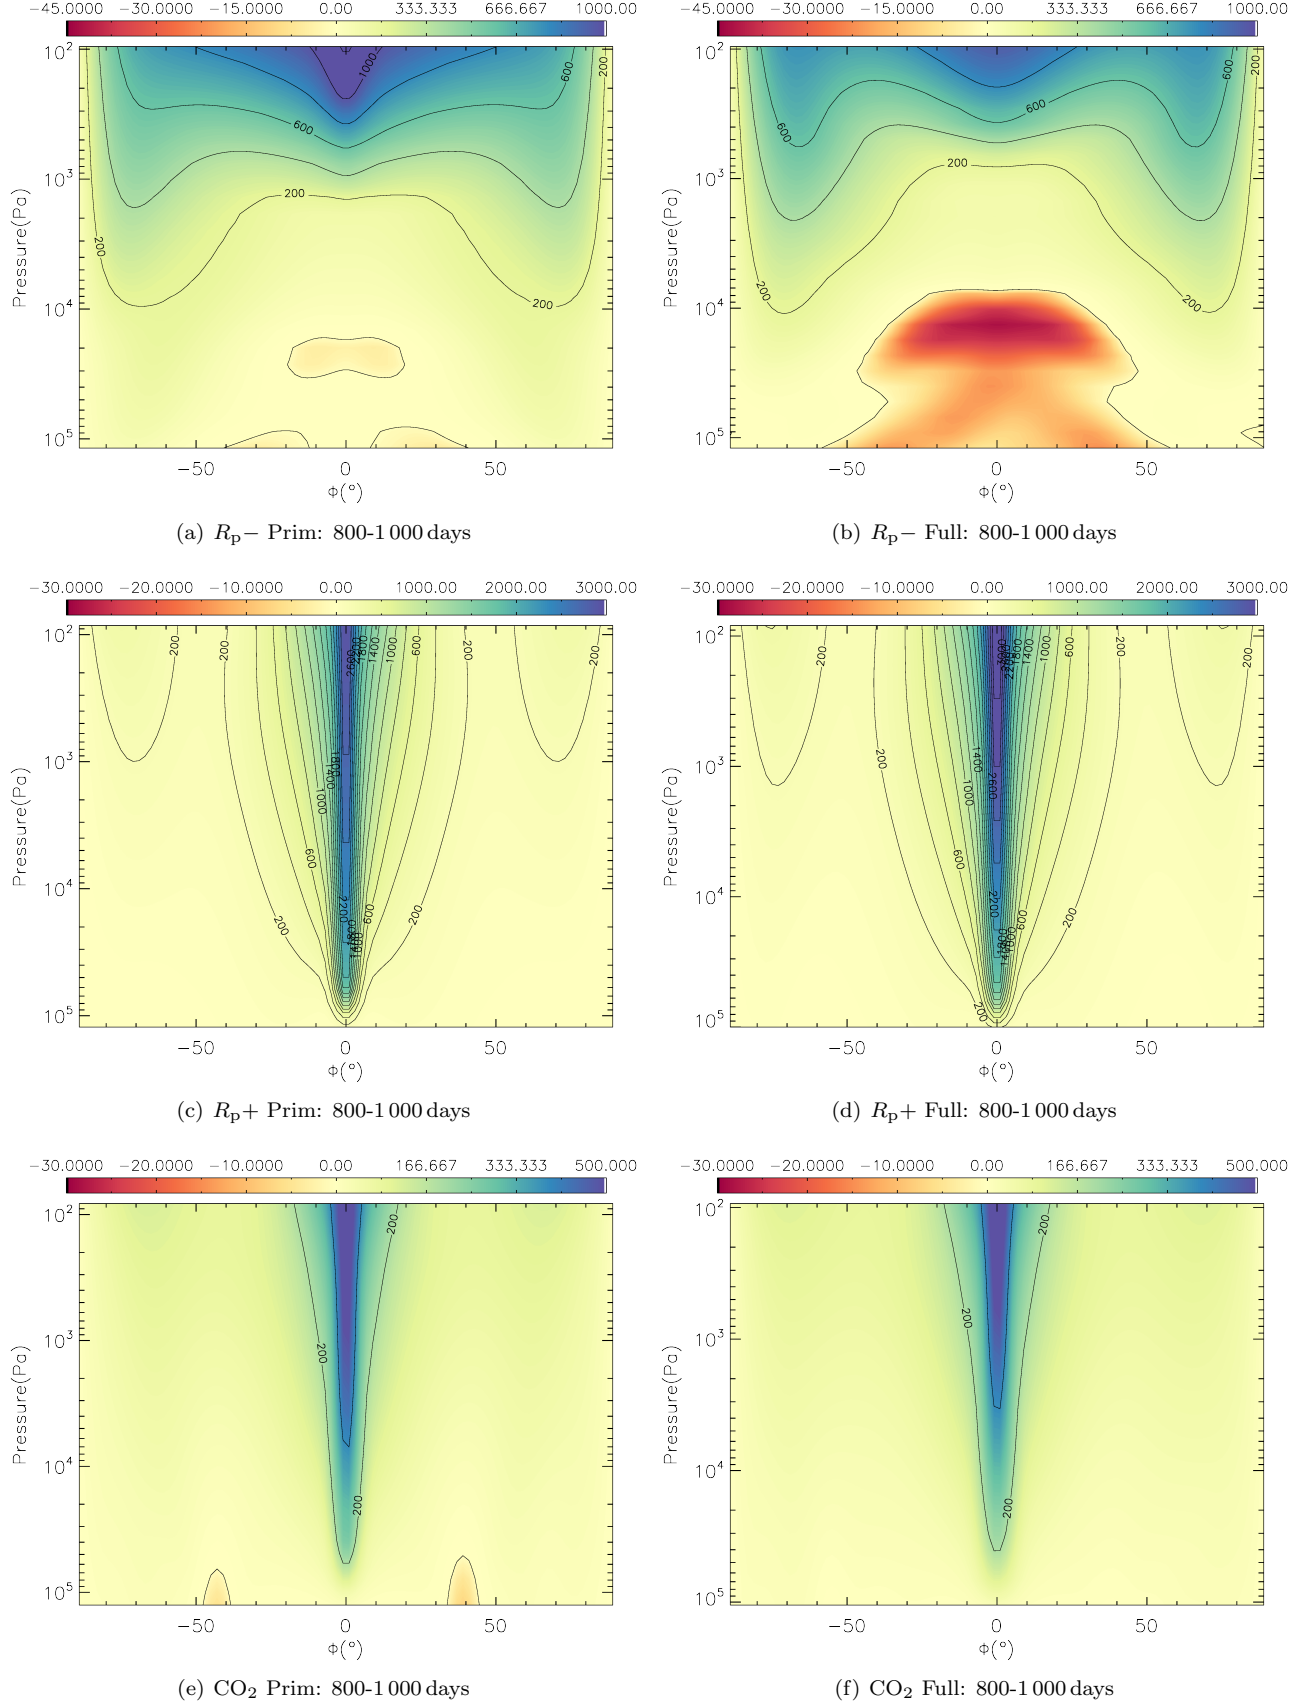 −45.0000 −30.0000 −15.0000 0.00 333.333 666.667 1000.00
10² 10³ 10⁴ 10⁵
Pressure(Pa)
1000 600 600 200 200 200 200
−50 0 50
Φ(°)
(a) Rₚ− Prim: 800-1 000 days
−45.0000 −30.0000 −15.0000 0.00 333.333 666.667 1000.00
10² 10³ 10⁴ 10⁵
Pressure(Pa)
600 600 600 200 200 200 200
−50 0 50
Φ(°)
(b) Rₚ− Full: 800-1 000 days
−30.0000 −20.0000 −10.0000 0.00 1000.00 2000.00 3000.00
10² 10³ 10⁴ 10⁵
Pressure(Pa)
200 200 2600 2200 1800 1400 1000 600 200 200
1800 1400 1000 600 2200 1800 600 200 200
−50 0 50
Φ(°)
(c) Rₚ+ Prim: 800-1 000 days
−30.0000 −20.0000 −10.0000 0.00 1000.00 2000.00 3000.00
10² 10³ 10⁴ 10⁵
Pressure(Pa)
200 3000 1800 1400 1000 600 200 200
200 1400 1000 2600 600 2200 1800 600 200 200
−50 0 50
Φ(°)
(d) Rₚ+ Full: 800-1 000 days
−30.0000 −20.0000 −10.0000 0.00 166.667 333.333 500.000
10² 10³ 10⁴ 10⁵
Pressure(Pa)
200 200 200
−50 0 50
Φ(°)
(e) CO₂ Prim: 800-1 000 days
−30.0000 −20.0000 −10.0000 0.00 166.667 333.333 500.000
10² 10³ 10⁴ 10⁵
Pressure(Pa)
200 200 200
−50 0 50
Φ(°)
(f) CO₂ Full: 800-1 000 days